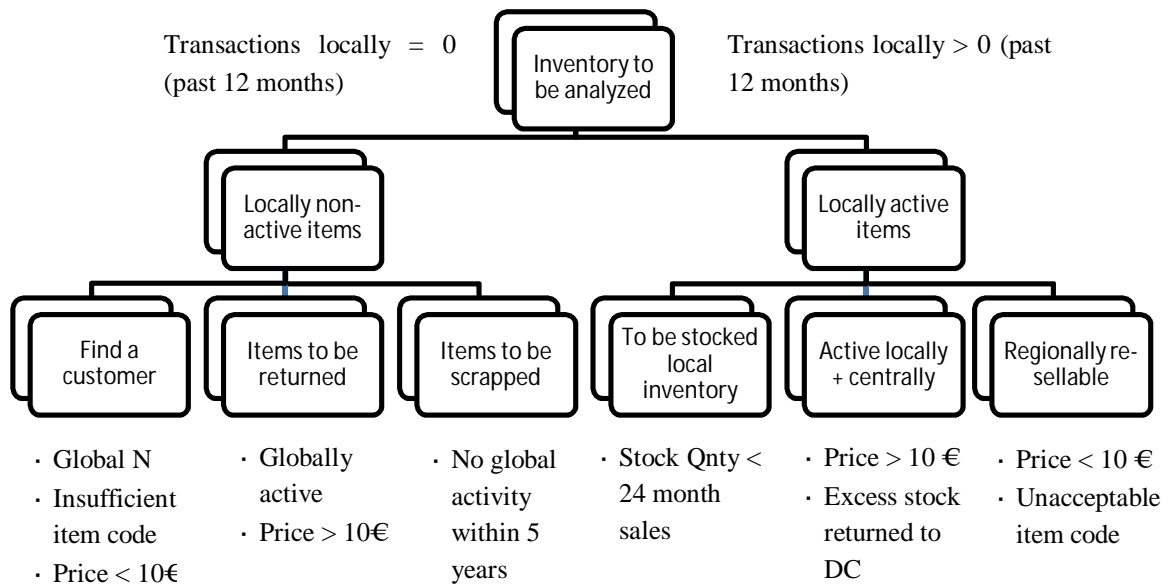 Transactions locally = 0
(past 12 months)
Inventory to
be analyzed
Transactions locally > 0 (past
12 months)
Locally non-
active items
Locally active
items
Find a
customer
Items to be
returned
Items to be
scrapped
To be stocked
local
inventory
Active locally
+ centrally
Regionally re-
sellable
· Global N
· Insufficient
item code
· Price < 10€
· Globally
active
· Price > 10€
· No global
activity
within 5
years
· Stock Qnty <
24 month
sales
· Price > 10 €
· Excess stock
returned to
DC
· Price < 10 €
· Unacceptable
item code